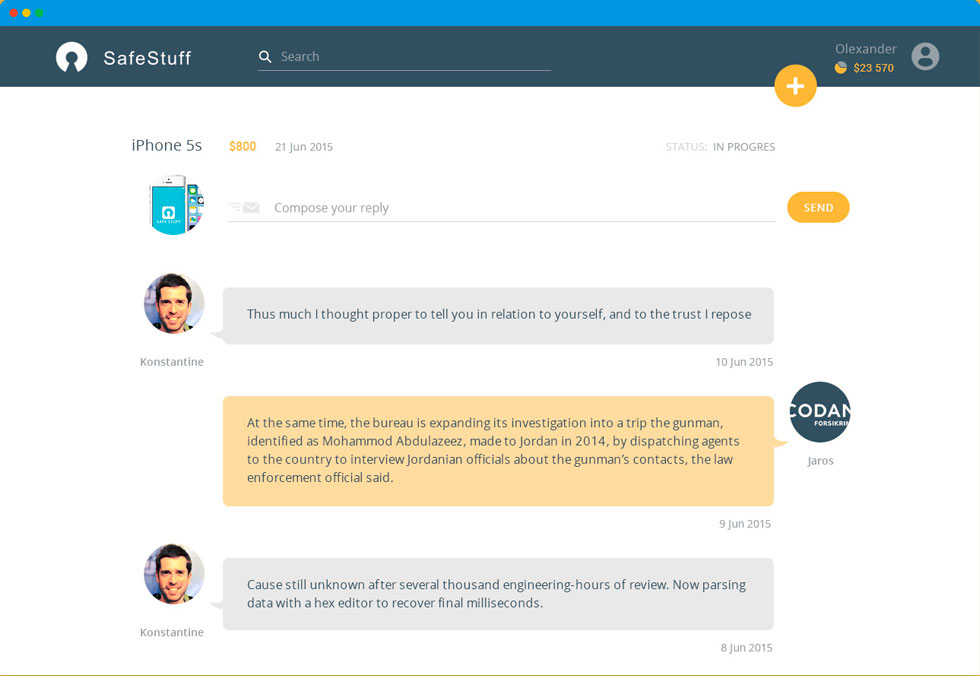 SafeStuff
Search
Olexander
$23 570
iPhone 5s $800 21 Jun 2015 STATUS: IN PROGRES
SAFE STUFF
Compose your reply
SEND
Thus much I thought proper to tell you in relation to yourself, and to the trust I repose
Konstantine
10 Jun 2015
At the same time, the bureau is expanding its investigation into a trip the gunman,
identified as Mohammod Abdulazeez, made to Jordan in 2014, by dispatching agents
to the country to interview Jordanian officials about the gunman’s contacts, the law
enforcement official said.
CODAN
FORSIKRIN
Jaros
9 Jun 2015
Cause still unknown after several thousand engineering-hours of review. Now parsing
data with a hex editor to recover final milliseconds.
Konstantine
8 Jun 2015